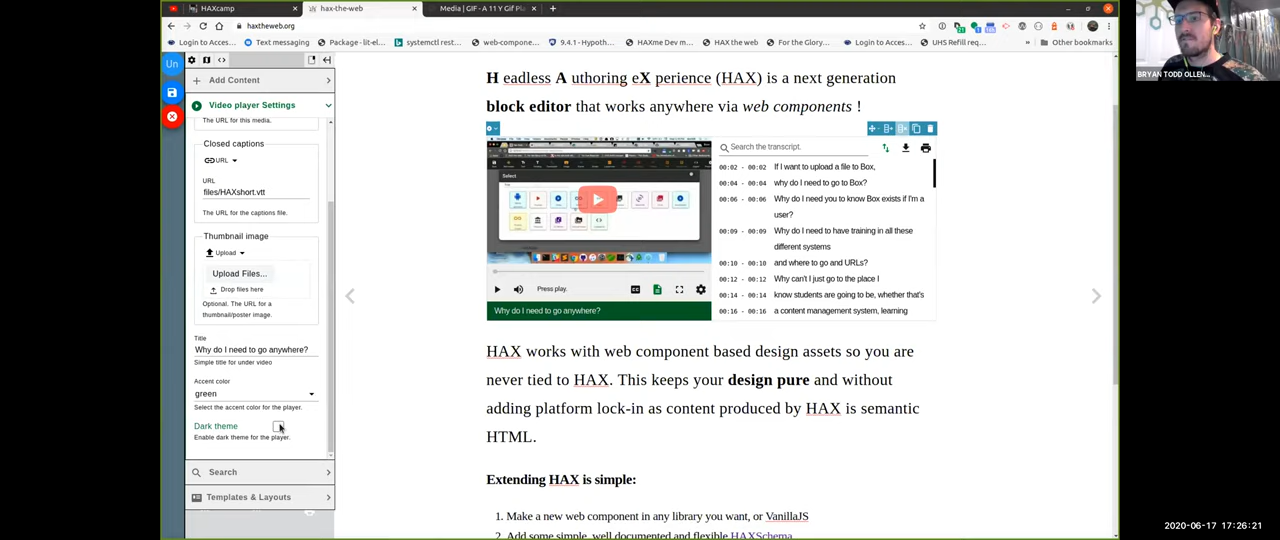 HAXcamp
hax-the-web
Media | GIF - A 11 Y Gif Pl
haxtheweb.org
Login to Acces...
Text messaging
Package - lit-el...
systemctl rest...
web-compone...
9.4.1 - Hypoth...
HAXme Dev m...
HAX the web
For the Glory...
Login to Acces...
UHS Refill req...
Other bookmarks
BRYAN TODD OLLEN...
Un
Add Content
Video player Settings
The URL for this media.
Closed captions
URL
URL
files/HAXshort.vtt
The URL for the captions file.
Thumbnail image
Upload
Upload Files...
Drop files here
Optional. The URL for a
thumbnail/poster image.
Title
Why do I need to go anywhere?
Simple title for under video
Accent color
green
Select the accent color for the player.
Dark theme
Enable dark theme for the player.
Search
Templates & Layouts
H eadless A uthoring eX perience (HAX) is a next generation
block editor that works anywhere via web components !
Select
Press play.
Why do I need to go anywhere?
Search the transcript.
00:02 - 00:02 If I want to upload a file to Box,
00:04 - 00:04 why do I need to go to Box?
00:06 - 00:06 Why do I need you to know Box exists if I'm a
user?
00:09 - 00:09 Why do I need to have training in all these
different systems
00:10 - 00:10 and where to go and URLs?
00:12 - 00:12 Why can't I just go to the place I
00:14 - 00:14 know students are going to be, whether that's
00:16 - 00:16 a content management system, learning
HAX works with web component based design assets so you are
never tied to HAX. This keeps your design pure and without
adding platform lock-in as content produced by HAX is semantic
HTML.
Extending HAX is simple:
1. Make a new web component in any library you want, or VanillaJS
2. Add some simple, well documented and flexible HAXSchema
2020-06-17 17:26:21